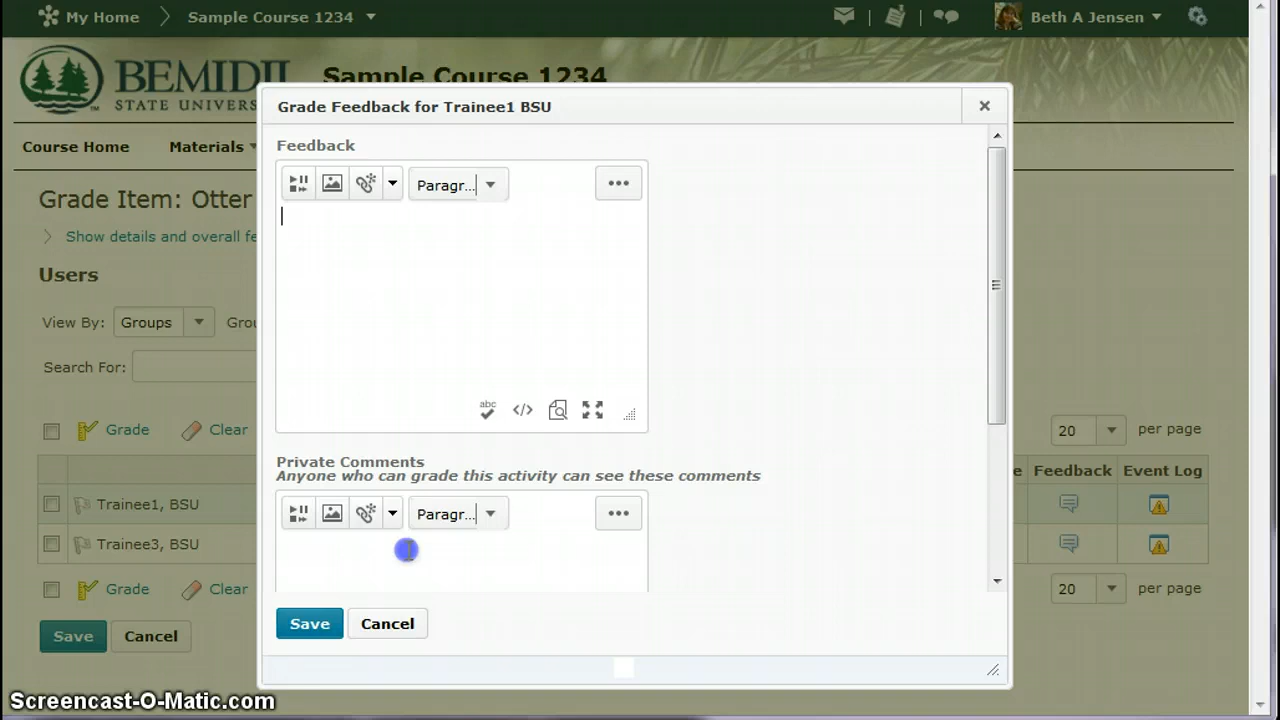 My Home Sample Course 1234 Beth A Jensen
BEMIDJI
STATE UNIVERS
Sample Course 1234
Grade Feedback for Trainee1 BSU
Course Home Materials
Feedback
Paragr...
Grade Item: Otter
Show details and overall fe
Users
View By: Groups Grou
Search For:
abc
Grade Clear 20 per page
Private Comments
Anyone who can grade this activity can see these comments
e Feedback Event Log
Trainee1, BSU
Paragr...
Trainee3, BSU
Grade Clear 20 per page
Save Cancel
Save Cancel
Screencast-O-Matic.com